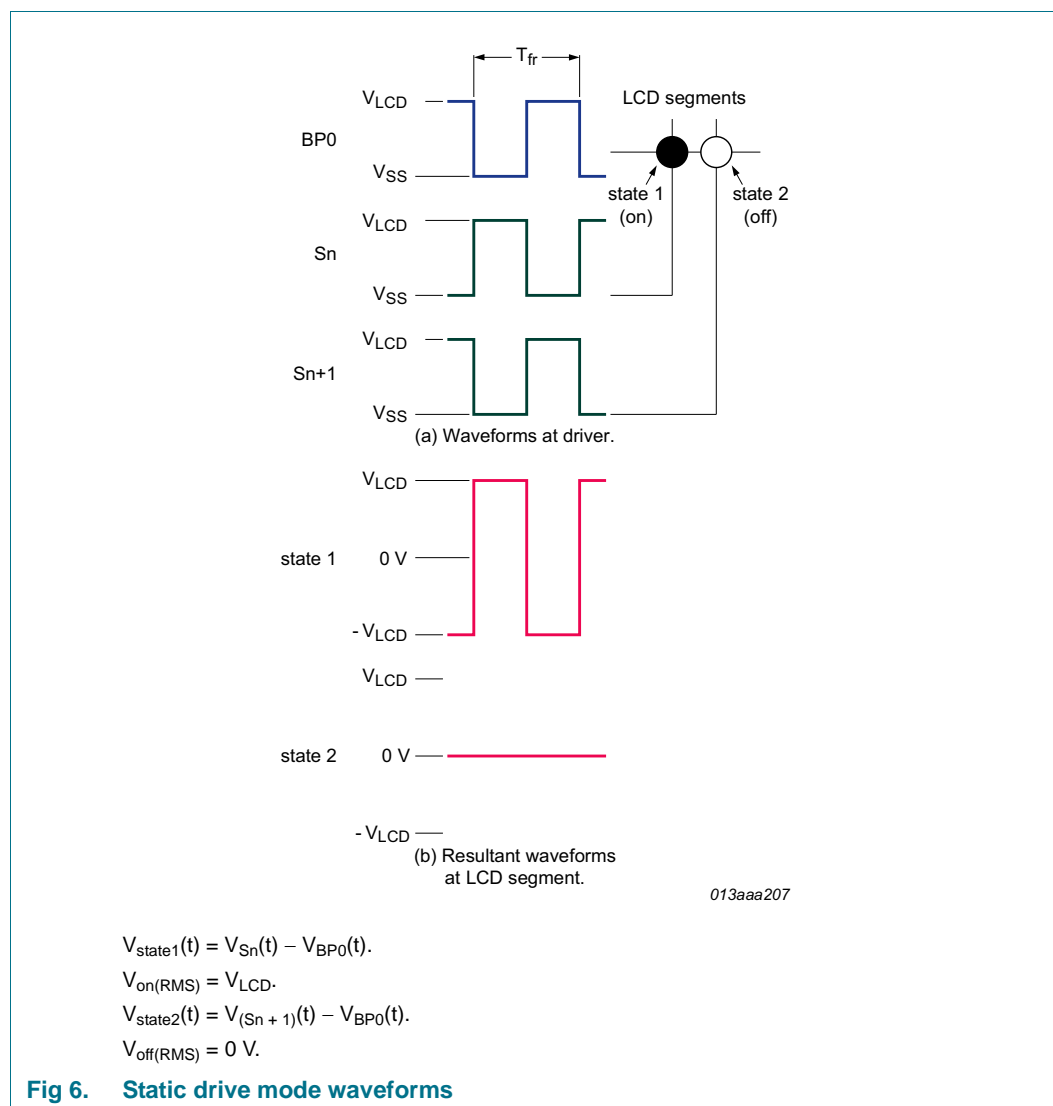 T_fr
V_LCD
LCD segments
BP0
V_SS
state 1
(on)
state 2
(off)
V_LCD
Sn
V_SS
V_LCD
Sn+1
V_SS
(a) Waveforms at driver.
V_LCD
state 1
0 V
- V_LCD
V_LCD
state 2
0 V
- V_LCD
(b) Resultant waveforms
at LCD segment.
013aaa207
V_state1(t) = V_Sn(t) − V_BP0(t).
V_on(RMS) = V_LCD.
V_state2(t) = V_(Sn + 1)(t) − V_BP0(t).
V_off(RMS) = 0 V.
Fig 6. Static drive mode waveforms